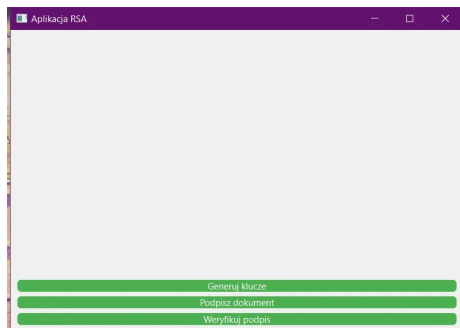 Aplikacja RSA
Generuj klucze
Podpisz dokument
Weryfikuj podpis